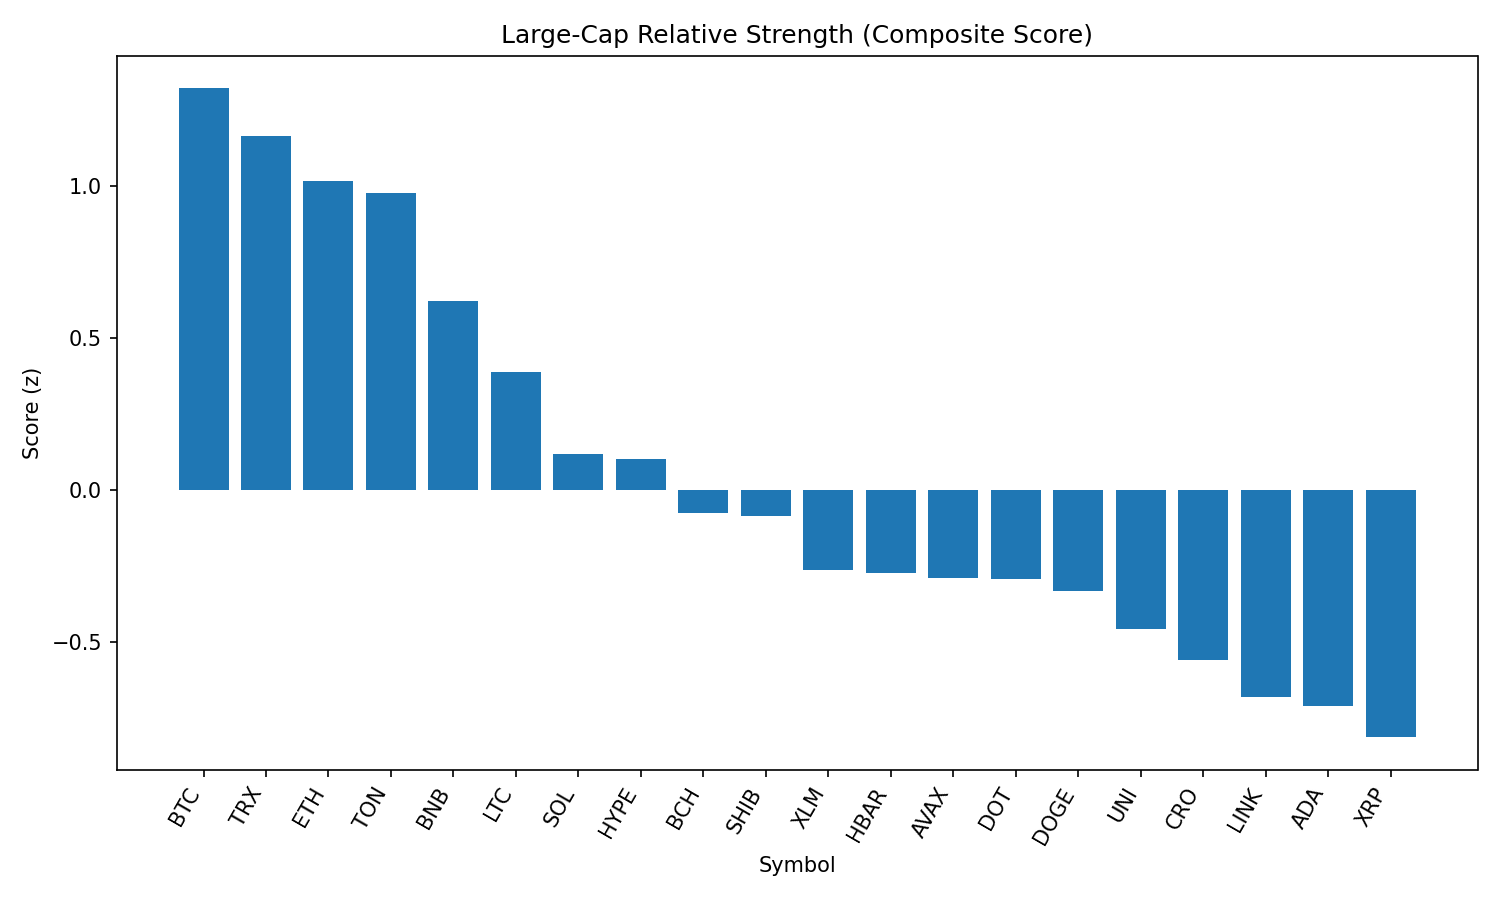 Large-Cap Relative Strength (Composite Score)
Score (z)
1.0
0.5
0.0
−0.5
BTC
TRX
ETH
TON
BNB
LTC
SOL
HYPE
BCH
SHIB
XLM
HBAR
AVAX
DOT
DOGE
UNI
CRO
LINK
ADA
XRP
Symbol